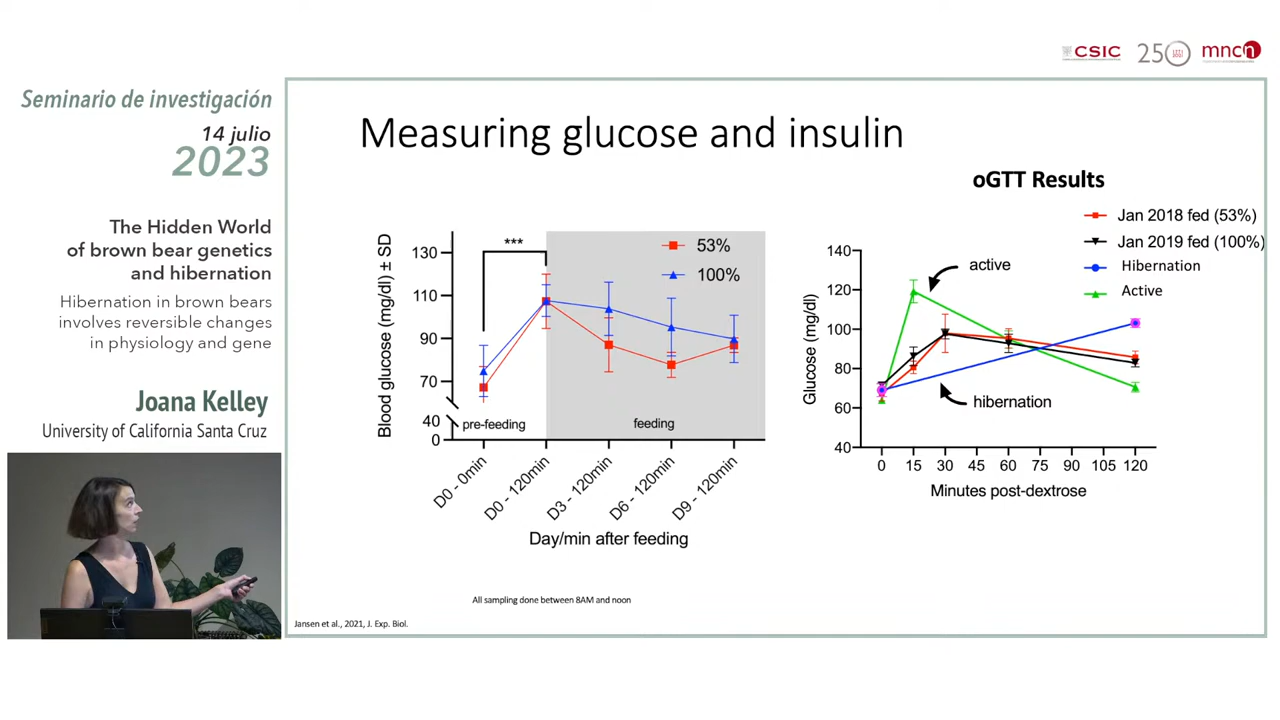 CSIC
250
mncn
Seminario de investigación
14 julio
2023
The Hidden World
of brown bear genetics
and hibernation
Hibernation in brown bears
involves reversible changes
in physiology and gene
Joana Kelley
University of California Santa Cruz
Measuring glucose and insulin
Blood glucose (mg/dl) ± SD
130
110
90
70
40
0
***
53%
100%
pre-feeding
feeding
D0 - 0min
D0 - 120min
D3 - 120min
D6 - 120min
D9 - 120min
Day/min after feeding
oGTT Results
Jan 2018 fed (53%)
Jan 2019 fed (100%)
Hibernation
Active
Glucose (mg/dl)
140
120
100
80
60
40
active
hibernation
0 15 30 45 60 75 90 105 120
Minutes post-dextrose
All sampling done between 8AM and noon
Jansen et al., 2021, J. Exp. Biol.